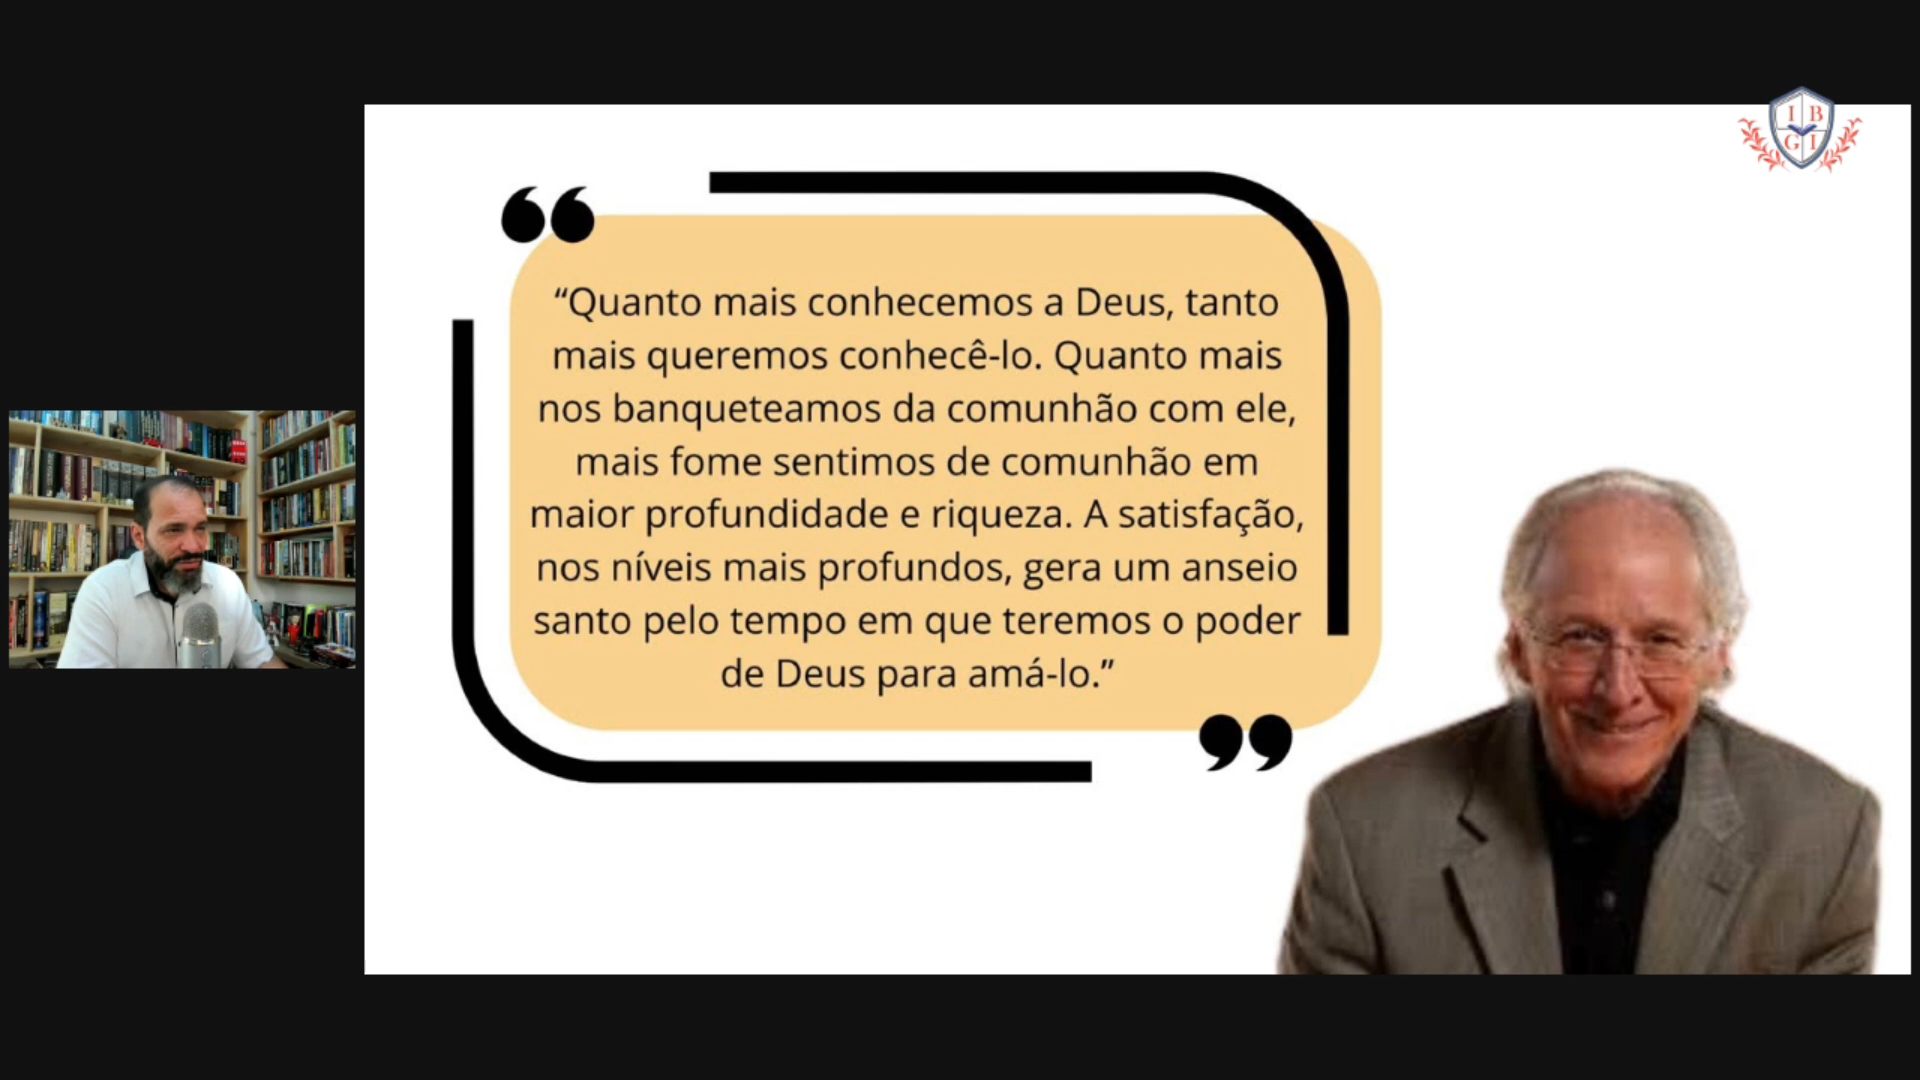 I B
G I
“Quanto mais conhecemos a Deus, tanto
mais queremos conhecê-lo. Quanto mais
nos banqueteamos da comunhão com ele,
mais fome sentimos de comunhão em
maior profundidade e riqueza. A satisfação,
nos níveis mais profundos, gera um anseio
santo pelo tempo em que teremos o poder
de Deus para amá-lo.”